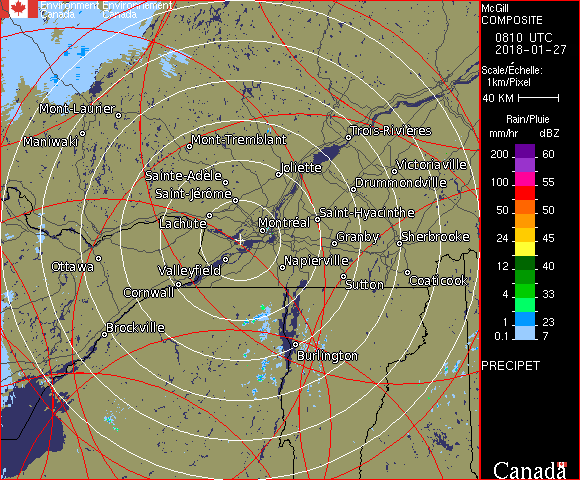 Environment Environnement
Canada Canada
McGill
COMPOSITE
0810 UTC
2018-01-27
Scale/Échelle:
1km/Pixel
40 KM
Rain/Pluie
mm/hr dBZ
200 60
100 55
50 50
24 45
12 40
4 33
1 23
0.1 7
PRECIPET
Canada
Mont-Laurier
Maniwaki
Mont-Tremblant
Trois-Rivières
Sainte-Adèle
Joliette
Victoriaville
Saint-Jérôme
Drummondville
Lachute
Montréal
Saint-Hyacinthe
Granby
Sherbrooke
Ottawa
Valleyfield
Napierville
Cornwall
Sutton
Coaticook
Brockville
Burlington